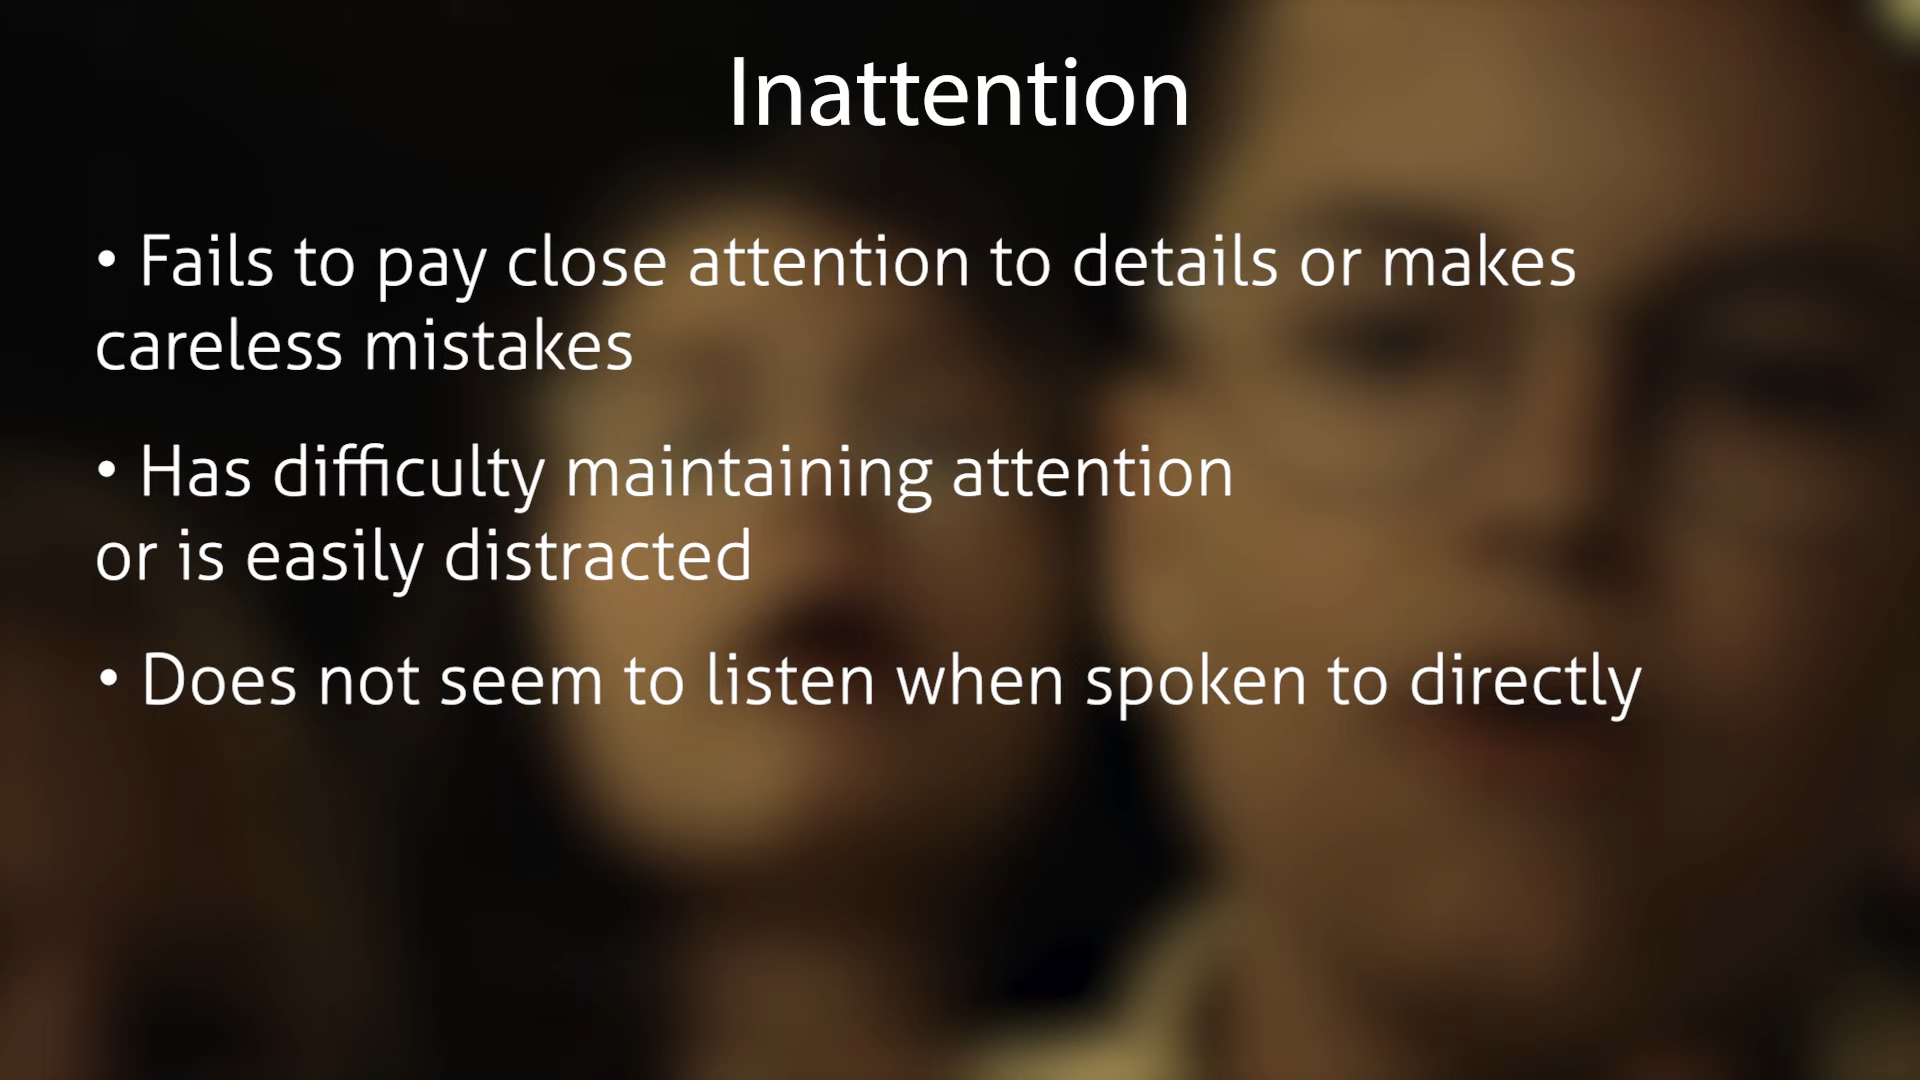 Inattention
• Fails to pay close attention to details or makes
careless mistakes
• Has difficulty maintaining attention
or is easily distracted
• Does not seem to listen when spoken to directly